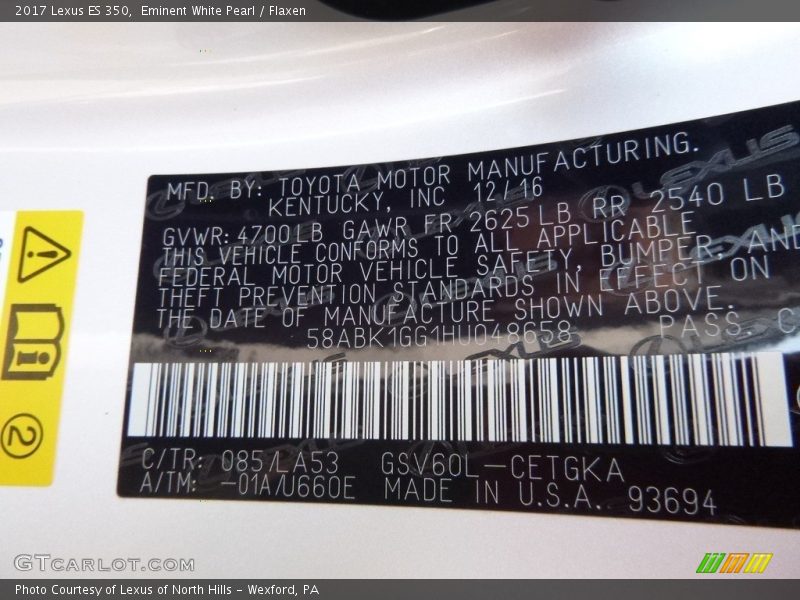 2017 Lexus ES 350, Eminent White Pearl / Flaxen
MFD. BY: TOYOTA MOTOR MANUFACTURING.
KENTUCKY, INC 12/16
GVWR: 4700LB GAWR FR 2625LB RR 2540 LB
THIS VEHICLE CONFORMS TO ALL APPLICABLE
FEDERAL MOTOR VEHICLE SAFETY, BUMPER, AND
THEFT PREVENTION STANDARDS IN EFFECT ON
THE DATE OF MANUFACTURE SHOWN ABOVE.
58ABK1GG1HU048658 PASS. C
C/TR: 085/LA53 GSV60L-CETGKA
A/TM: -01A/U660E MADE IN U.S.A. 93694
2
LEXUS
GTCARLOT.COM
Photo Courtesy of Lexus of North Hills - Wexford, PA